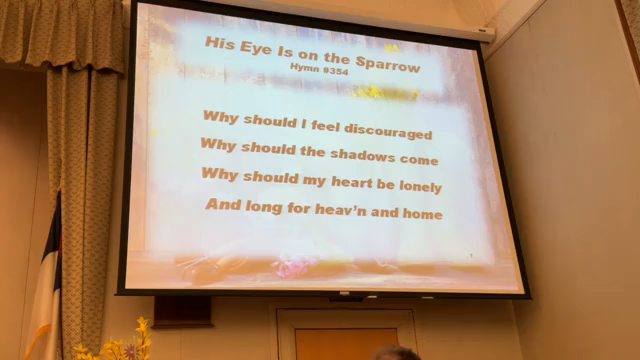 His Eye Is on the Sparrow
Hymn #354
Why should I feel discouraged
Why should the shadows come
Why should my heart be lonely
And long for heav'n and home